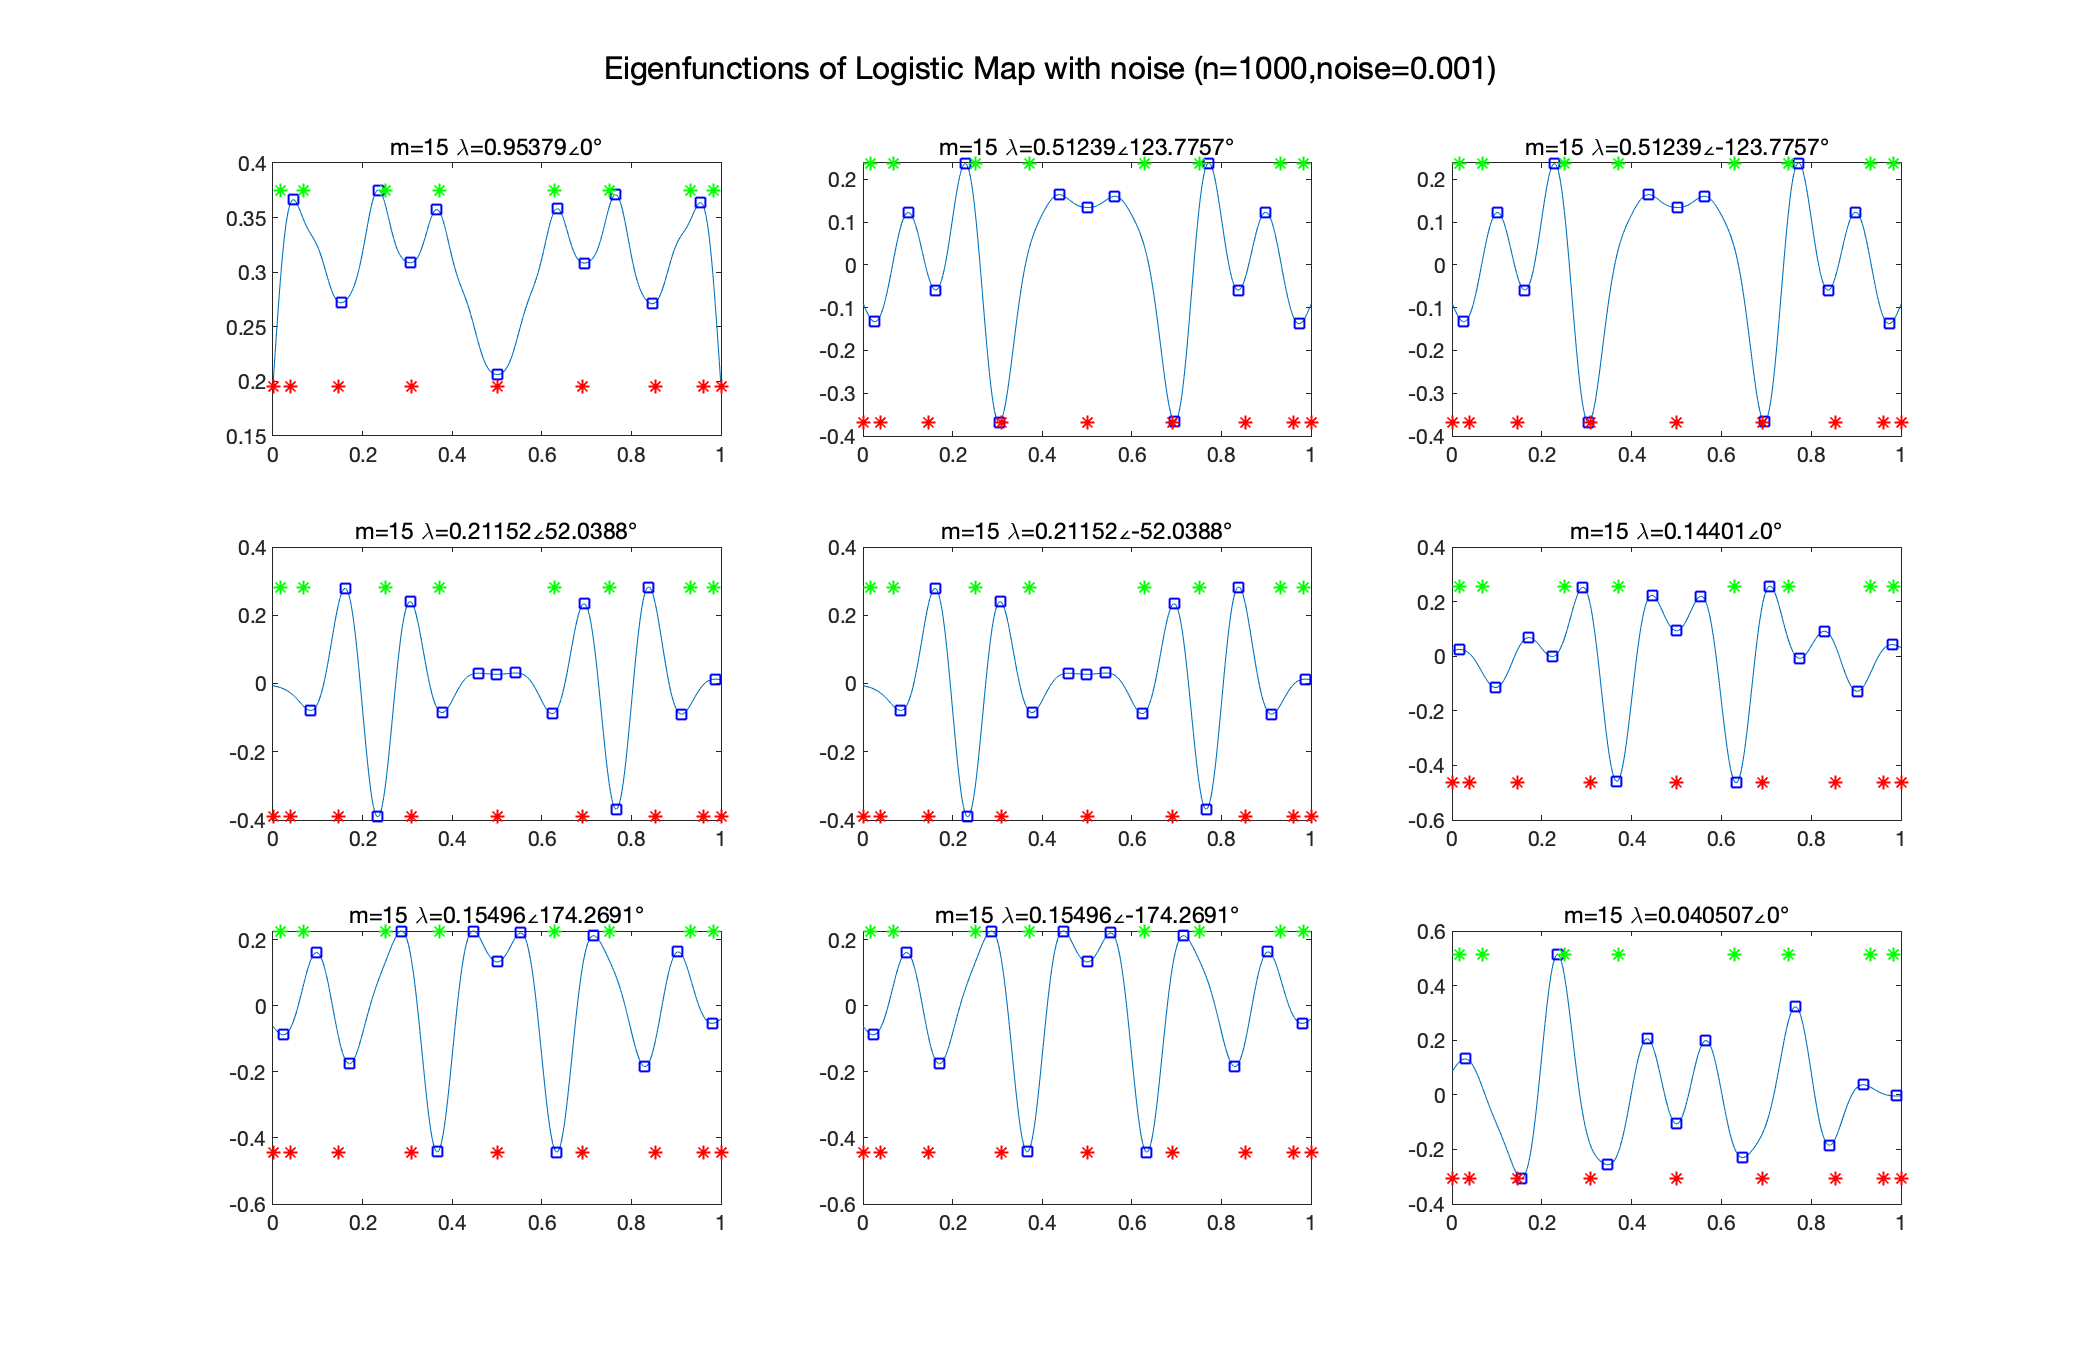 Eigenfunctions of Logistic Map with noise (n=1000,noise=0.001)
m=15 λ=0.95379∠0°
0.4
0.35
0.3
0.25
0.2
0.15
0 0.2 0.4 0.6 0.8 1
m=15 λ=0.51239∠123.7757°
0.2
0.1
0
-0.1
-0.2
-0.3
-0.4
0 0.2 0.4 0.6 0.8 1
m=15 λ=0.51239∠-123.7757°
0.2
0.1
0
-0.1
-0.2
-0.3
-0.4
0 0.2 0.4 0.6 0.8 1
m=15 λ=0.21152∠52.0388°
0.4
0.2
0
-0.2
-0.4
0 0.2 0.4 0.6 0.8 1
m=15 λ=0.21152∠-52.0388°
0.4
0.2
0
-0.2
-0.4
0 0.2 0.4 0.6 0.8 1
m=15 λ=0.14401∠0°
0.4
0.2
0
-0.2
-0.4
-0.6
0 0.2 0.4 0.6 0.8 1
m=15 λ=0.15496∠174.2691°
0.2
0
-0.2
-0.4
-0.6
0 0.2 0.4 0.6 0.8 1
m=15 λ=0.15496∠-174.2691°
0.2
0
-0.2
-0.4
-0.6
0 0.2 0.4 0.6 0.8 1
m=15 λ=0.040507∠0°
0.6
0.4
0.2
0
-0.2
-0.4
0 0.2 0.4 0.6 0.8 1